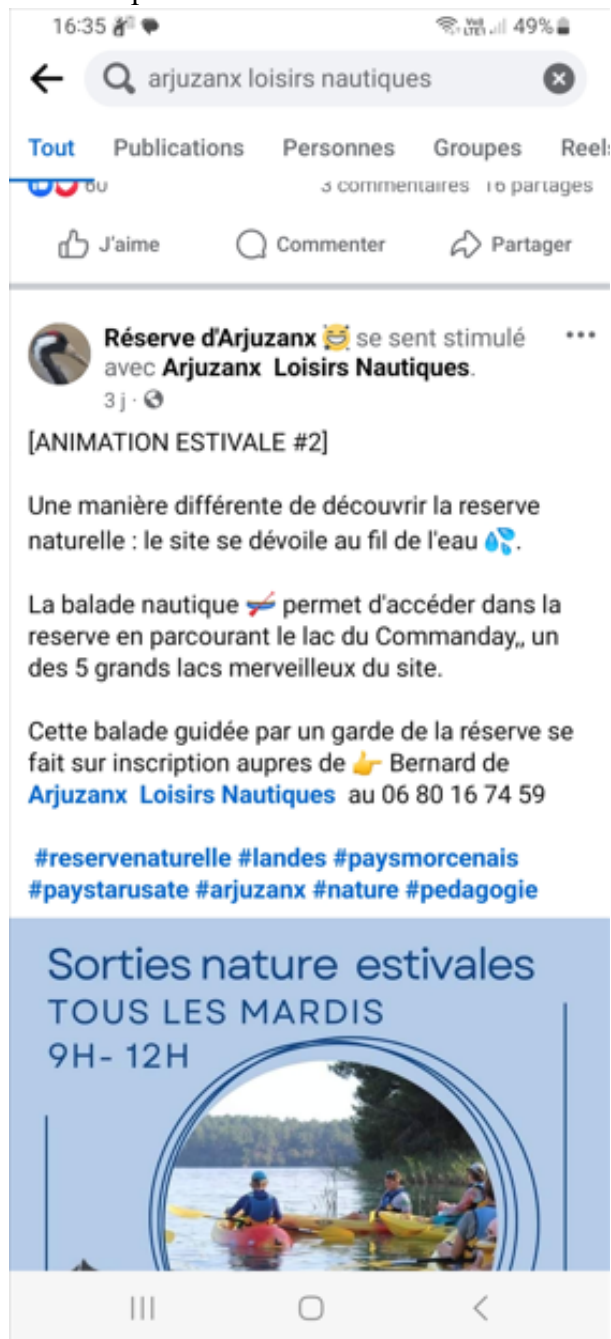 16:35 49%
arjuzanx loisirs nautiques
Tout Publications Personnes Groupes Reels
60 3 commentaires 16 partages
J'aime Commenter Partager
Réserve d'Arjuzanx 😅 se sent stimulé
avec Arjuzanx Loisirs Nautiques.
3 j ·
[ANIMATION ESTIVALE #2]
Une manière différente de découvrir la reserve
naturelle : le site se dévoile au fil de l'eau 💦.
La balade nautique 🛶 permet d'accéder dans la
reserve en parcourant le lac du Commanday,, un
des 5 grands lacs merveilleux du site.
Cette balade guidée par un garde de la réserve se
fait sur inscription aupres de 👉 Bernard de
Arjuzanx Loisirs Nautiques au 06 80 16 74 59
#reservenaturelle #landes #paysmorcenais
#paystarusate #arjuzanx #nature #pedagogie
Sorties nature estivales
TOUS LES MARDIS
9H- 12H